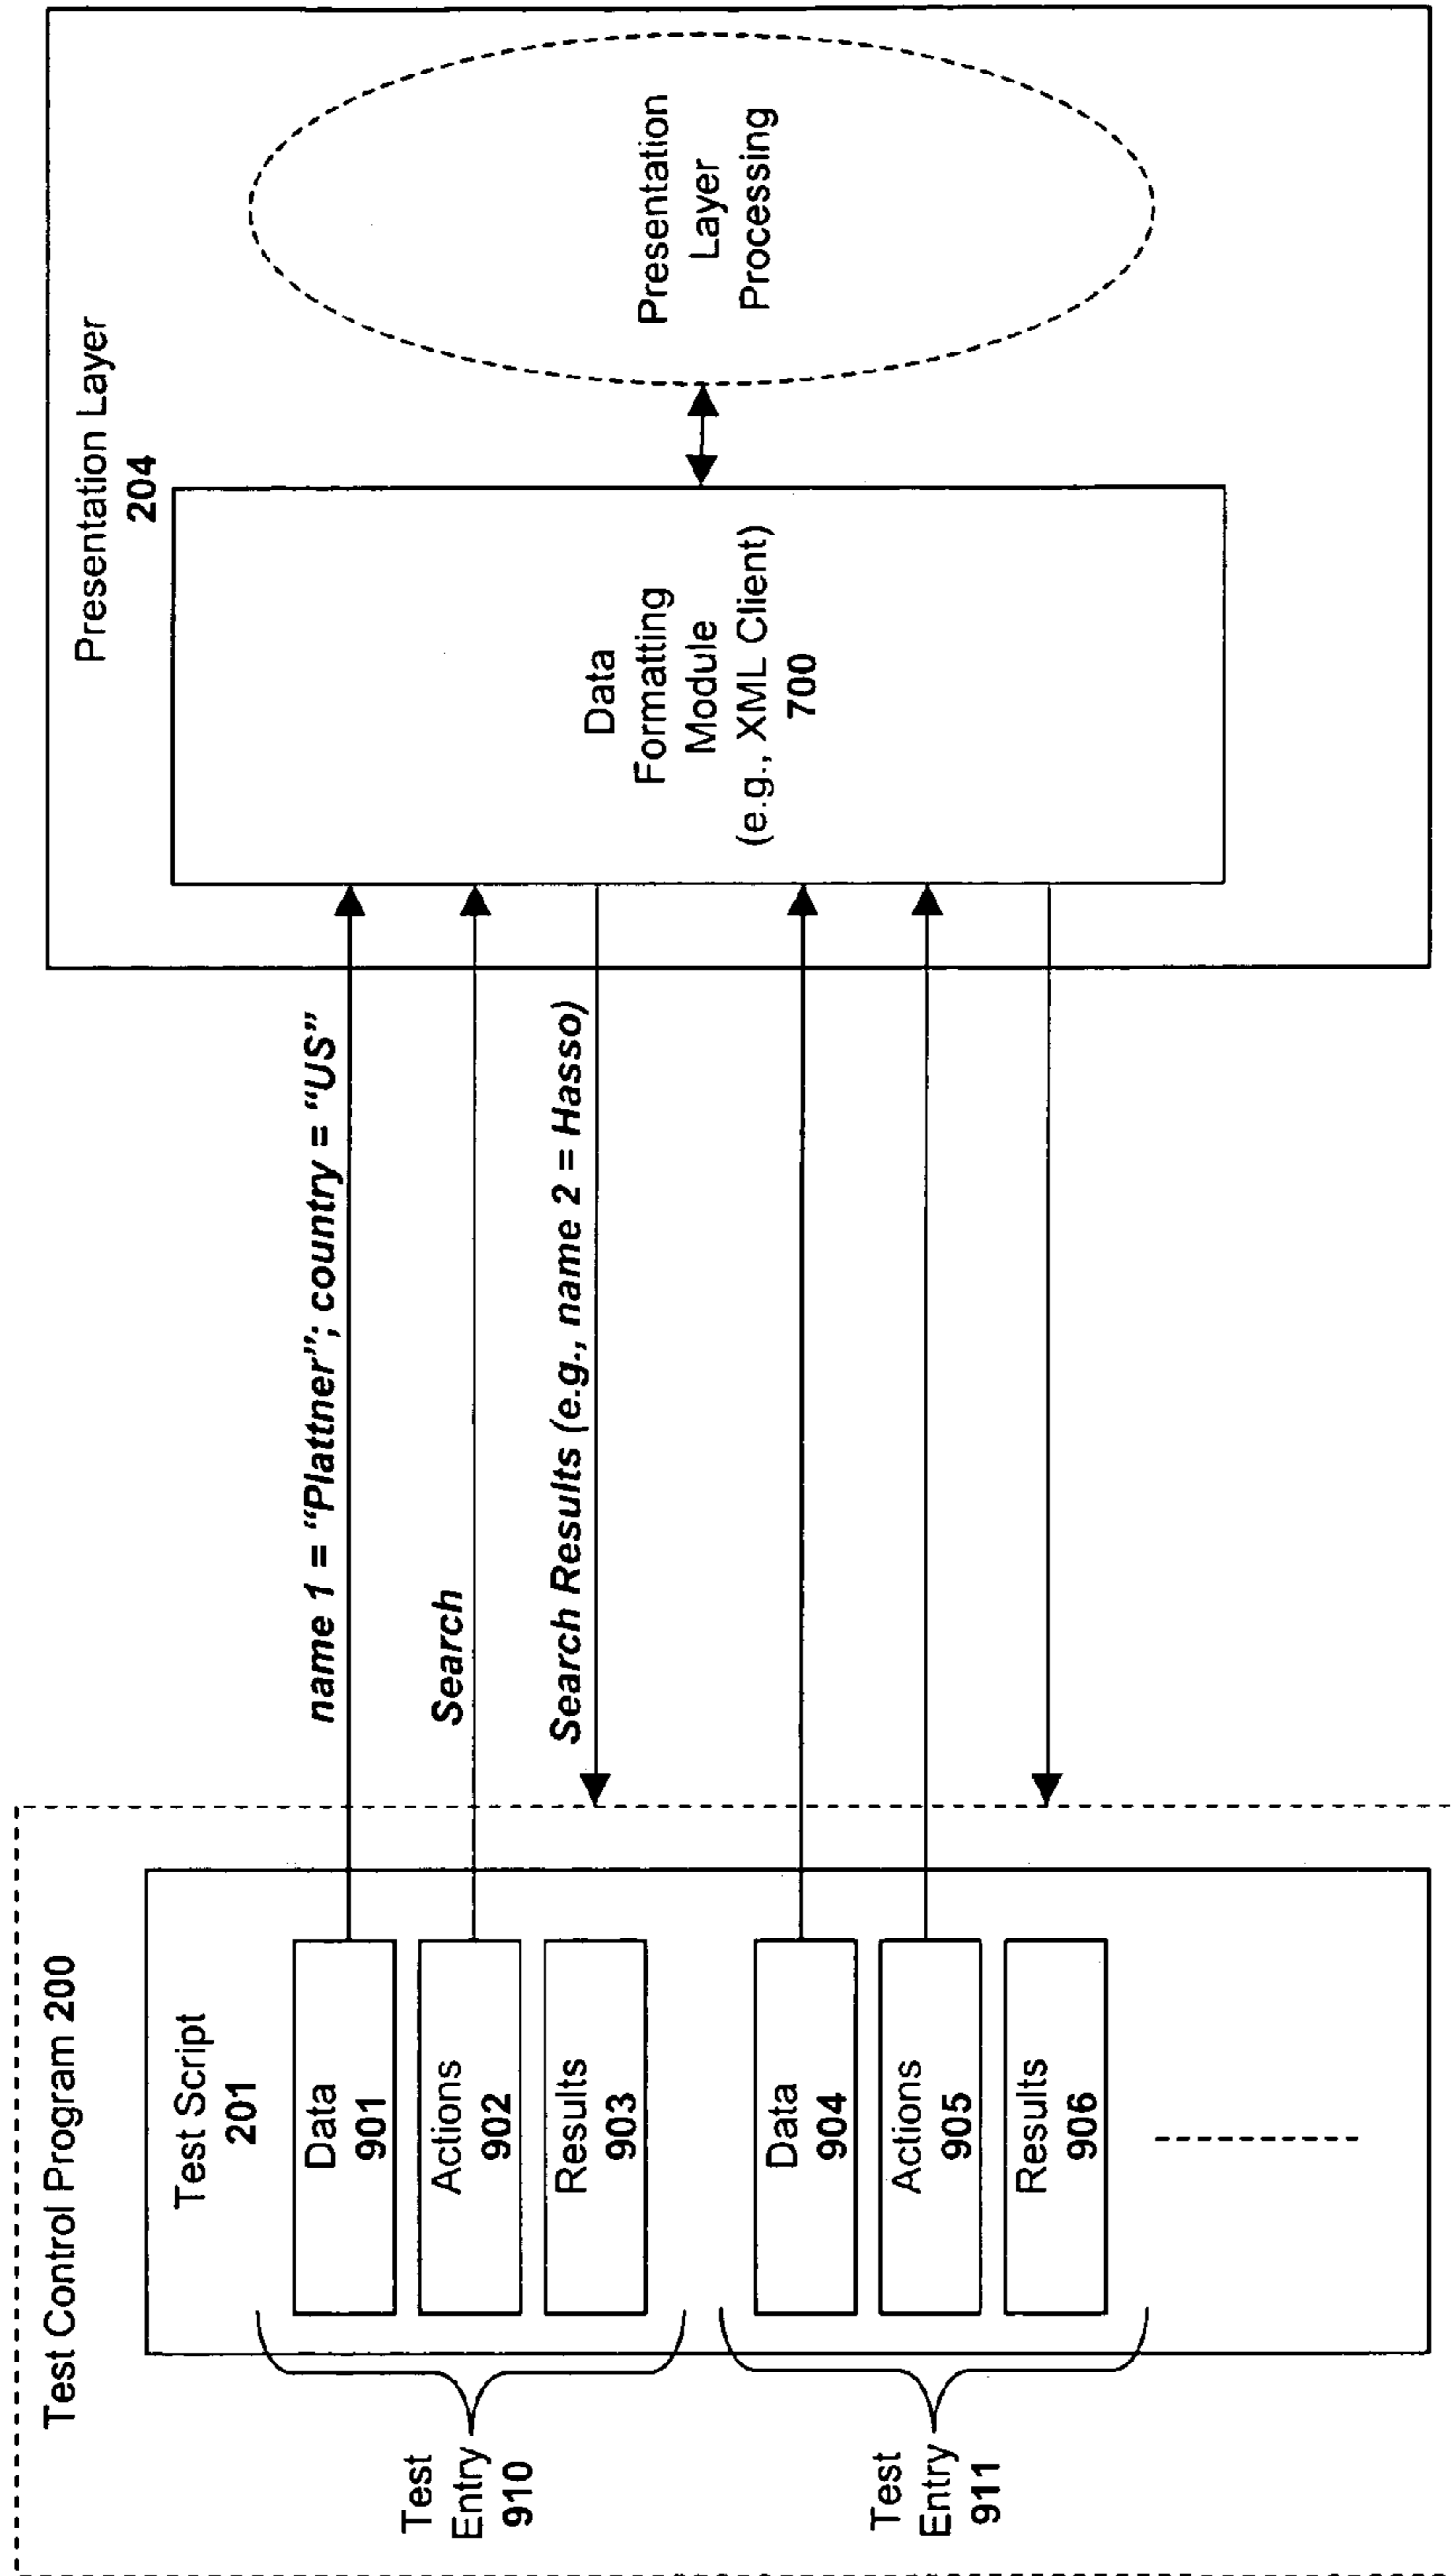 Test Control Program 200
Test Script
201
Data
901
Actions
902
Results
903
Data
904
Actions
905
Results
906
Test
Entry
910
Test
Entry
911
name 1 = “Plattner”; country = “US”
Search
Search Results (e.g., name 2 = Hasso)
Presentation Layer
204
Data
Formatting
Module
(e.g., XML Client)
700
Presentation
Layer
Processing